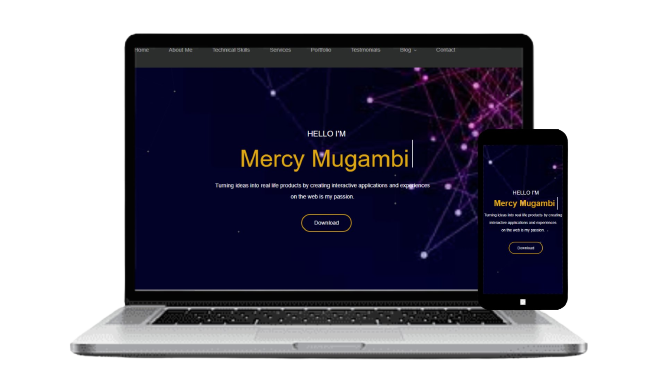 Home About Me Technical Skills Services Portfolio Testimonials Blog Contact
HELLO I'M
Mercy Mugambi
Turning ideas into real life products by creating interactive applications and experiences
on the web is my passion.
Download
HELLO I'M
Mercy Mugambi
Turning ideas into real life products by creating
interactive applications and experiences
on the web is my passion.
Download